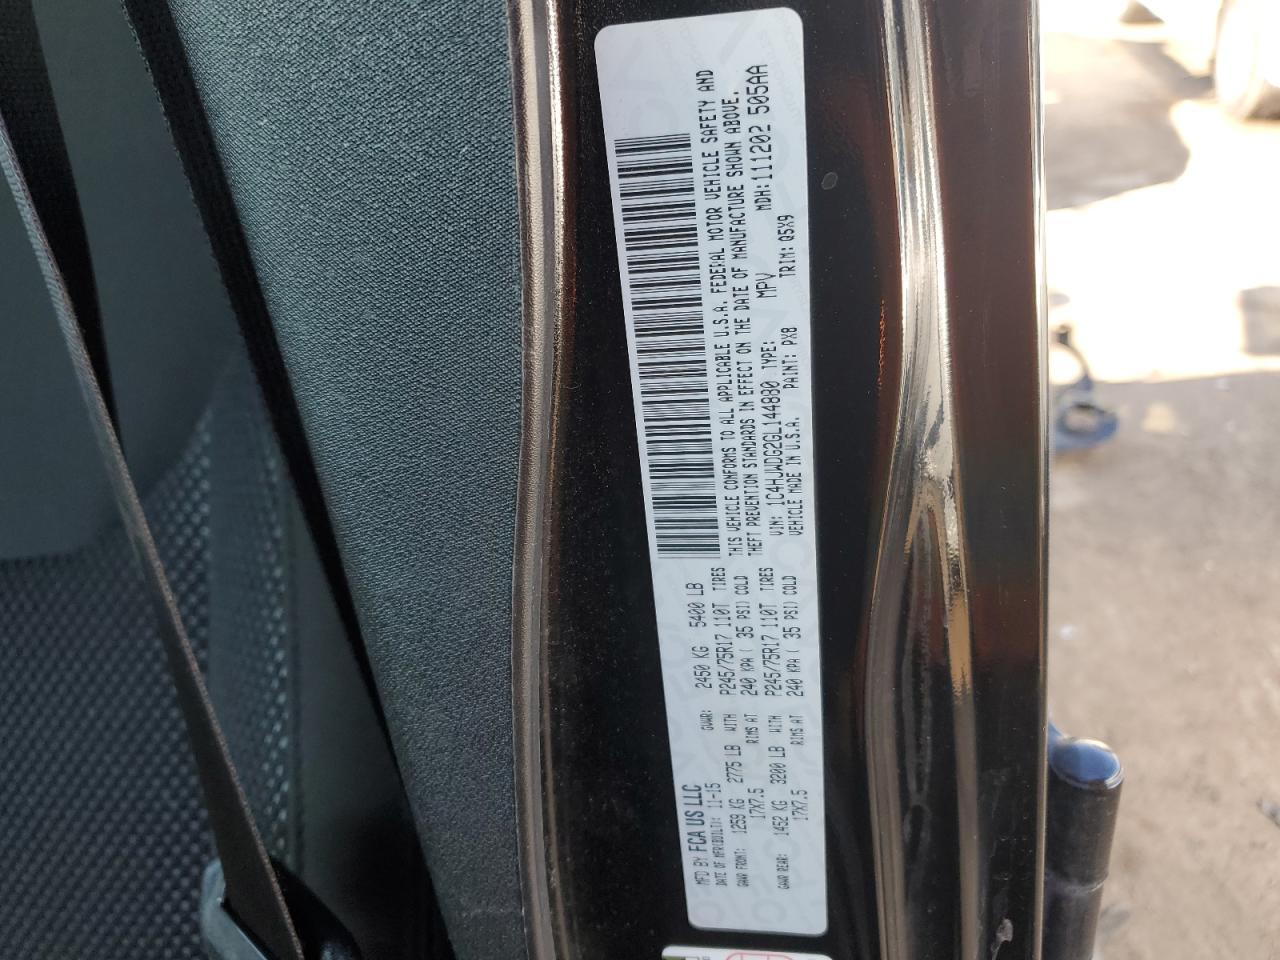 MFD BY FCA US LLC
DATE OF MFR(BUILT): 11-15 GVWR: 2450 KG 5400 LB
GAWR FRONT: 1259 KG 2775 LB WITH P245/75R17 110T TIRES
17X7.5 RIMS AT 240 KPA ( 35 PSI) COLD
GAWR REAR: 1452 KG 3200 LB WITH P245/75R17 110T TIRES
17X7.5 RIMS AT 240 KPA ( 35 PSI) COLD
THIS VEHICLE CONFORMS TO ALL APPLICABLE U.S.A. FEDERAL MOTOR VEHICLE SAFETY AND
THEFT PREVENTION STANDARDS IN EFFECT ON THE DATE OF MANUFACTURE SHOWN ABOVE.
VIN: 1C4HJWDG2GL144830 TYPE: MPV MDH:111202 505AA
VEHICLE MADE IN U.S.A. PAINT: PX8 TRIM: Q5X9